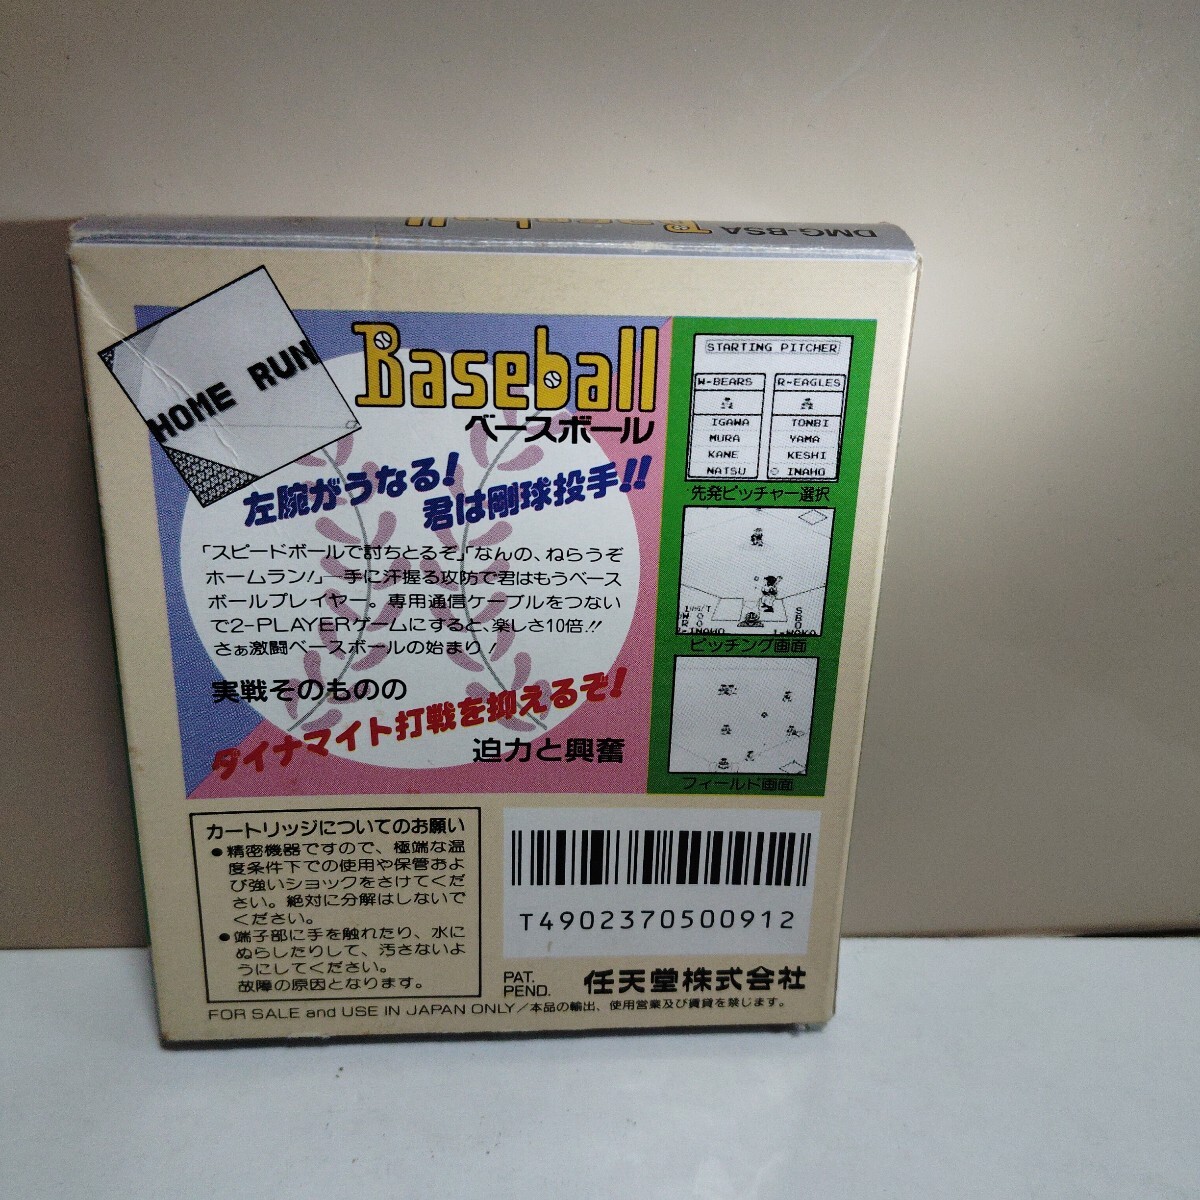 DMG-BSA Baseball
HOME RUN
Baseball
ベースボール
左腕がうなる!
君は剛球投手!!
「スピードボールで討ちとるぞ」「なんの、ねらうぞ
ホームラン!」—手に汗握る攻防で君はもうベース
ボールプレイヤー。専用通信ケーブルをつない
で2-PLAYERゲームにすると、楽しさ10倍!!
さぁ激闘ベースボールの始まり!
実戦そのものの
ダイナマイト打戦を抑えるぞ!
迫力と興奮
STARTING PITCHER
W-BEARS R-EAGLES
IGAWA TONBI
MURA YAMA
KANE KESHI
NATSU INAHO
先発ピッチャー選択
W 0 S
R 0 B
0
INAHO 1-WAKA
ピッチング画面
フィールド画面
カートリッジについてのお願い
●精密機器ですので、極端な温
度条件下での使用や保管およ
び強いショックをさけてくだ
さい。絶対に分解はしないで
ください。
●端子部に手を触れたり、水に
ぬらしたりして、汚さないよ
うにしてください。
故障の原因となります。
T4902370500912
PAT.
PEND.
任天堂株式会社
FOR SALE and USE IN JAPAN ONLY/本品の輸出、使用営業及び賃貸を禁じます。